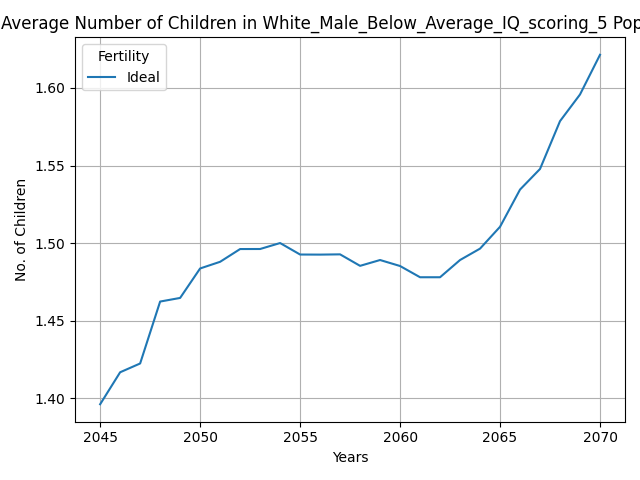 Average Number of Children in White_Male_Below_Average_IQ_scoring_5 Pop
Fertility
Ideal
No. of Children
1.60
1.55
1.50
1.45
1.40
2045 2050 2055 2060 2065 2070
Years